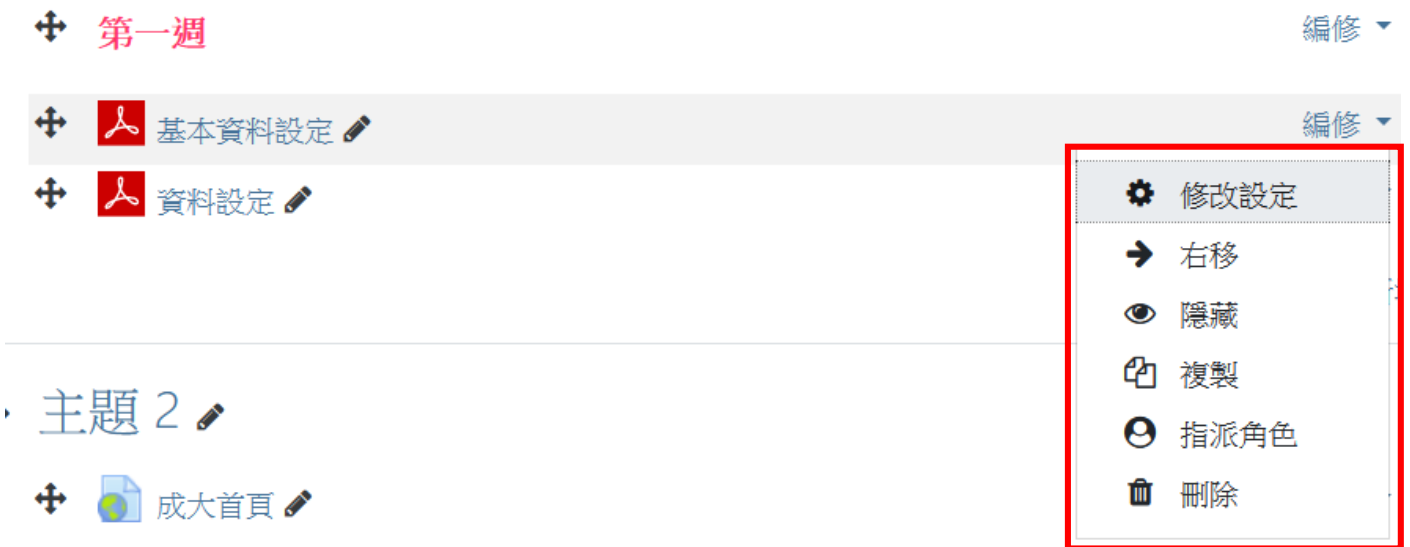 第一週 編修
基本資料設定 編修
資料設定
修改設定
右移
隱藏
複製
指派角色
刪除
主題 2
成大首頁